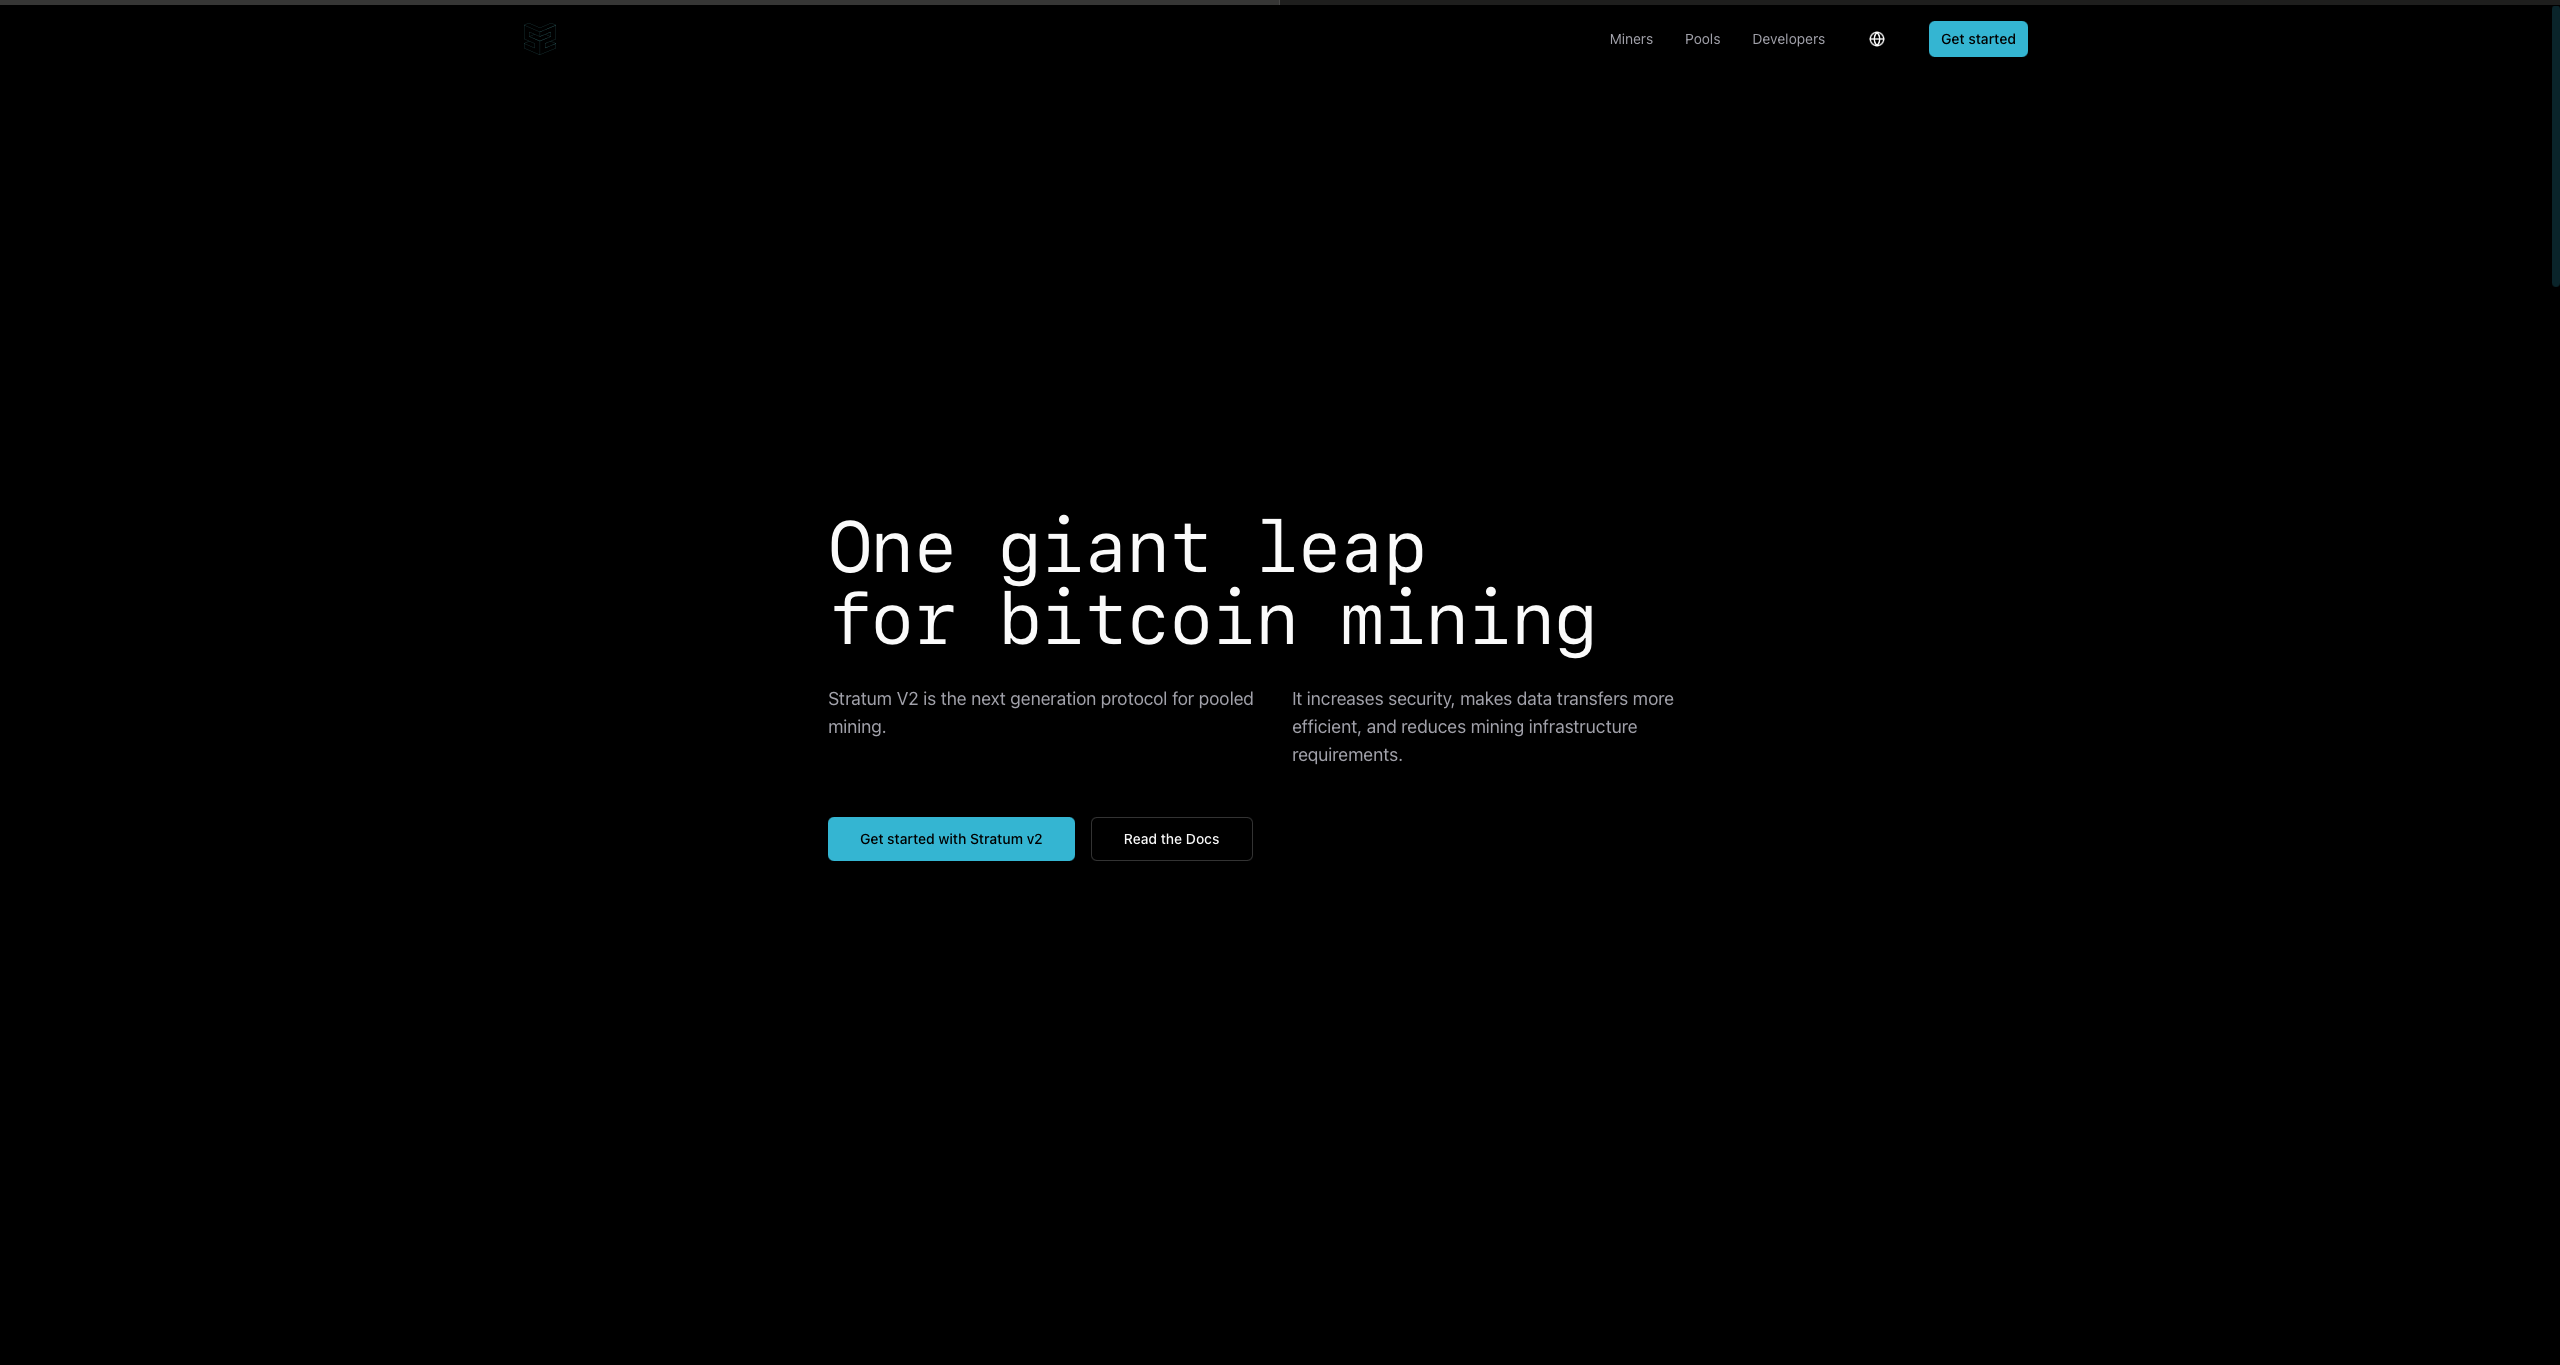 Miners
Pools
Developers
Get started
One giant leap
for bitcoin mining
Stratum V2 is the next generation protocol for pooled
mining.
It increases security, makes data transfers more
efficient, and reduces mining infrastructure
requirements.
Get started with Stratum v2
Read the Docs